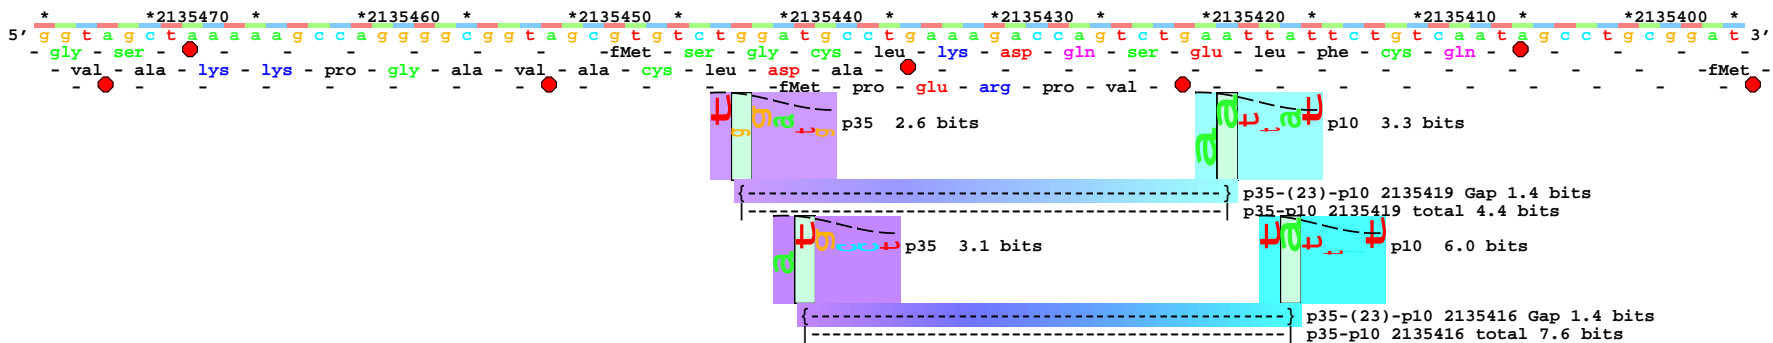 * *2135470 * *2135460 * *2135450 * *2135440 * *2135430 * *2135420 * *2135410 * *2135400 *
5' g g t a g c t a a a a a g c c a g g g g c g g t a g c g t g t c t g g a t g c c t g a a a g a c c a g t c t g a a t t a t t c t g t c a a t a g c c t g c g g a t 3'
- gly - ser - - - - - - - -fMet - ser - gly - cys - leu - lys - asp - gln - ser - glu - leu - phe - cys - gln - - - - -
- val - ala - lys - lys - pro - gly - ala - val - ala - cys - leu - asp - ala - - - - - - - - - - - - -fMet -
- - - - - - - - - - -fMet - pro - glu - arg - pro - val - - - - - - - - - -
t g g a t g p35 2.6 bits a a t t a t p10 3.3 bits
{-----------------------------------------------} p35-(23)-p10 2135419 Gap 1.4 bits
|-----------------------------------------------| p35-p10 2135419 total 4.4 bits
a t g c c t p35 3.1 bits t a t t c t p10 6.0 bits
{-----------------------------------------------} p35-(23)-p10 2135416 Gap 1.4 bits
|-----------------------------------------------| p35-p10 2135416 total 7.6 bits